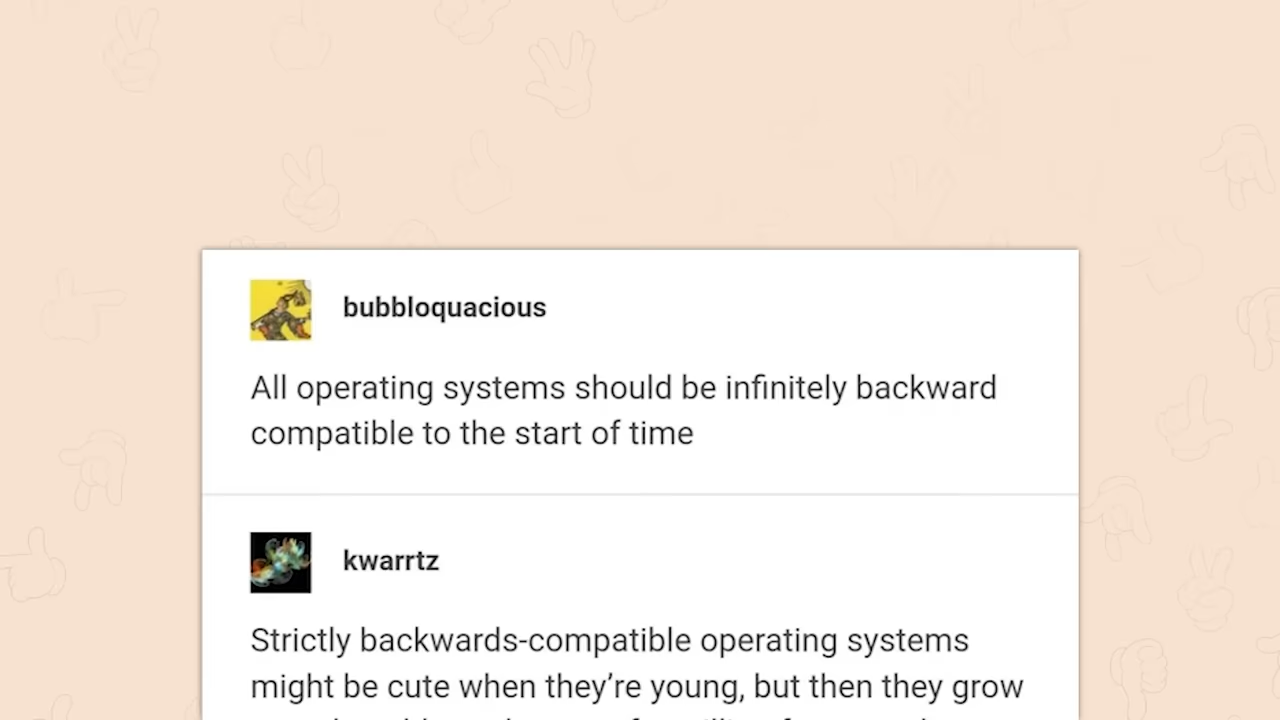 bubbloquacious
All operating systems should be infinitely backward
compatible to the start of time
kwarrtz
Strictly backwards-compatible operating systems
might be cute when they’re young, but then they grow